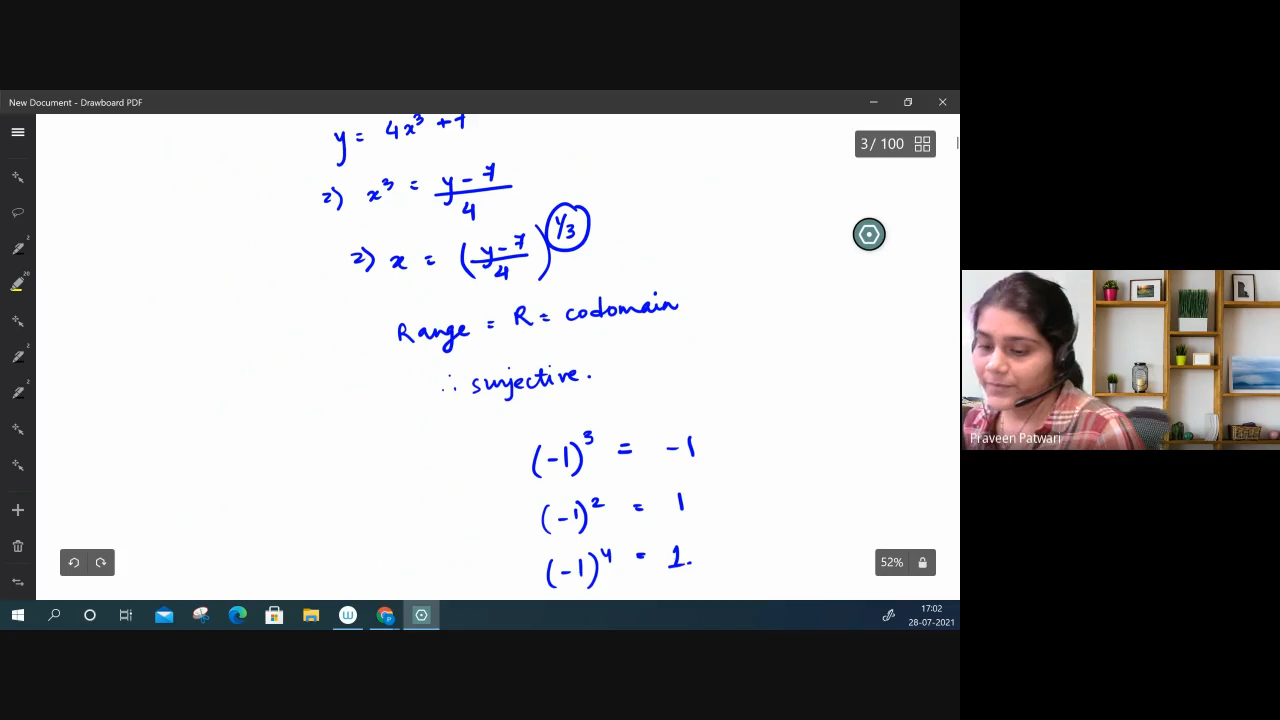 New Document - Drawboard PDF
y = 4x³ + 7
3 / 100
⇒) x³ = (y - 7)/4
⇒) x = ((y - 7)/4)^(1/3)
Range = R = codomain
∴ surjective.
(-1)³ = -1
(-1)² = 1
(-1)⁴ = 1.
52%
Praveen Patwari
17:02
28-07-2021